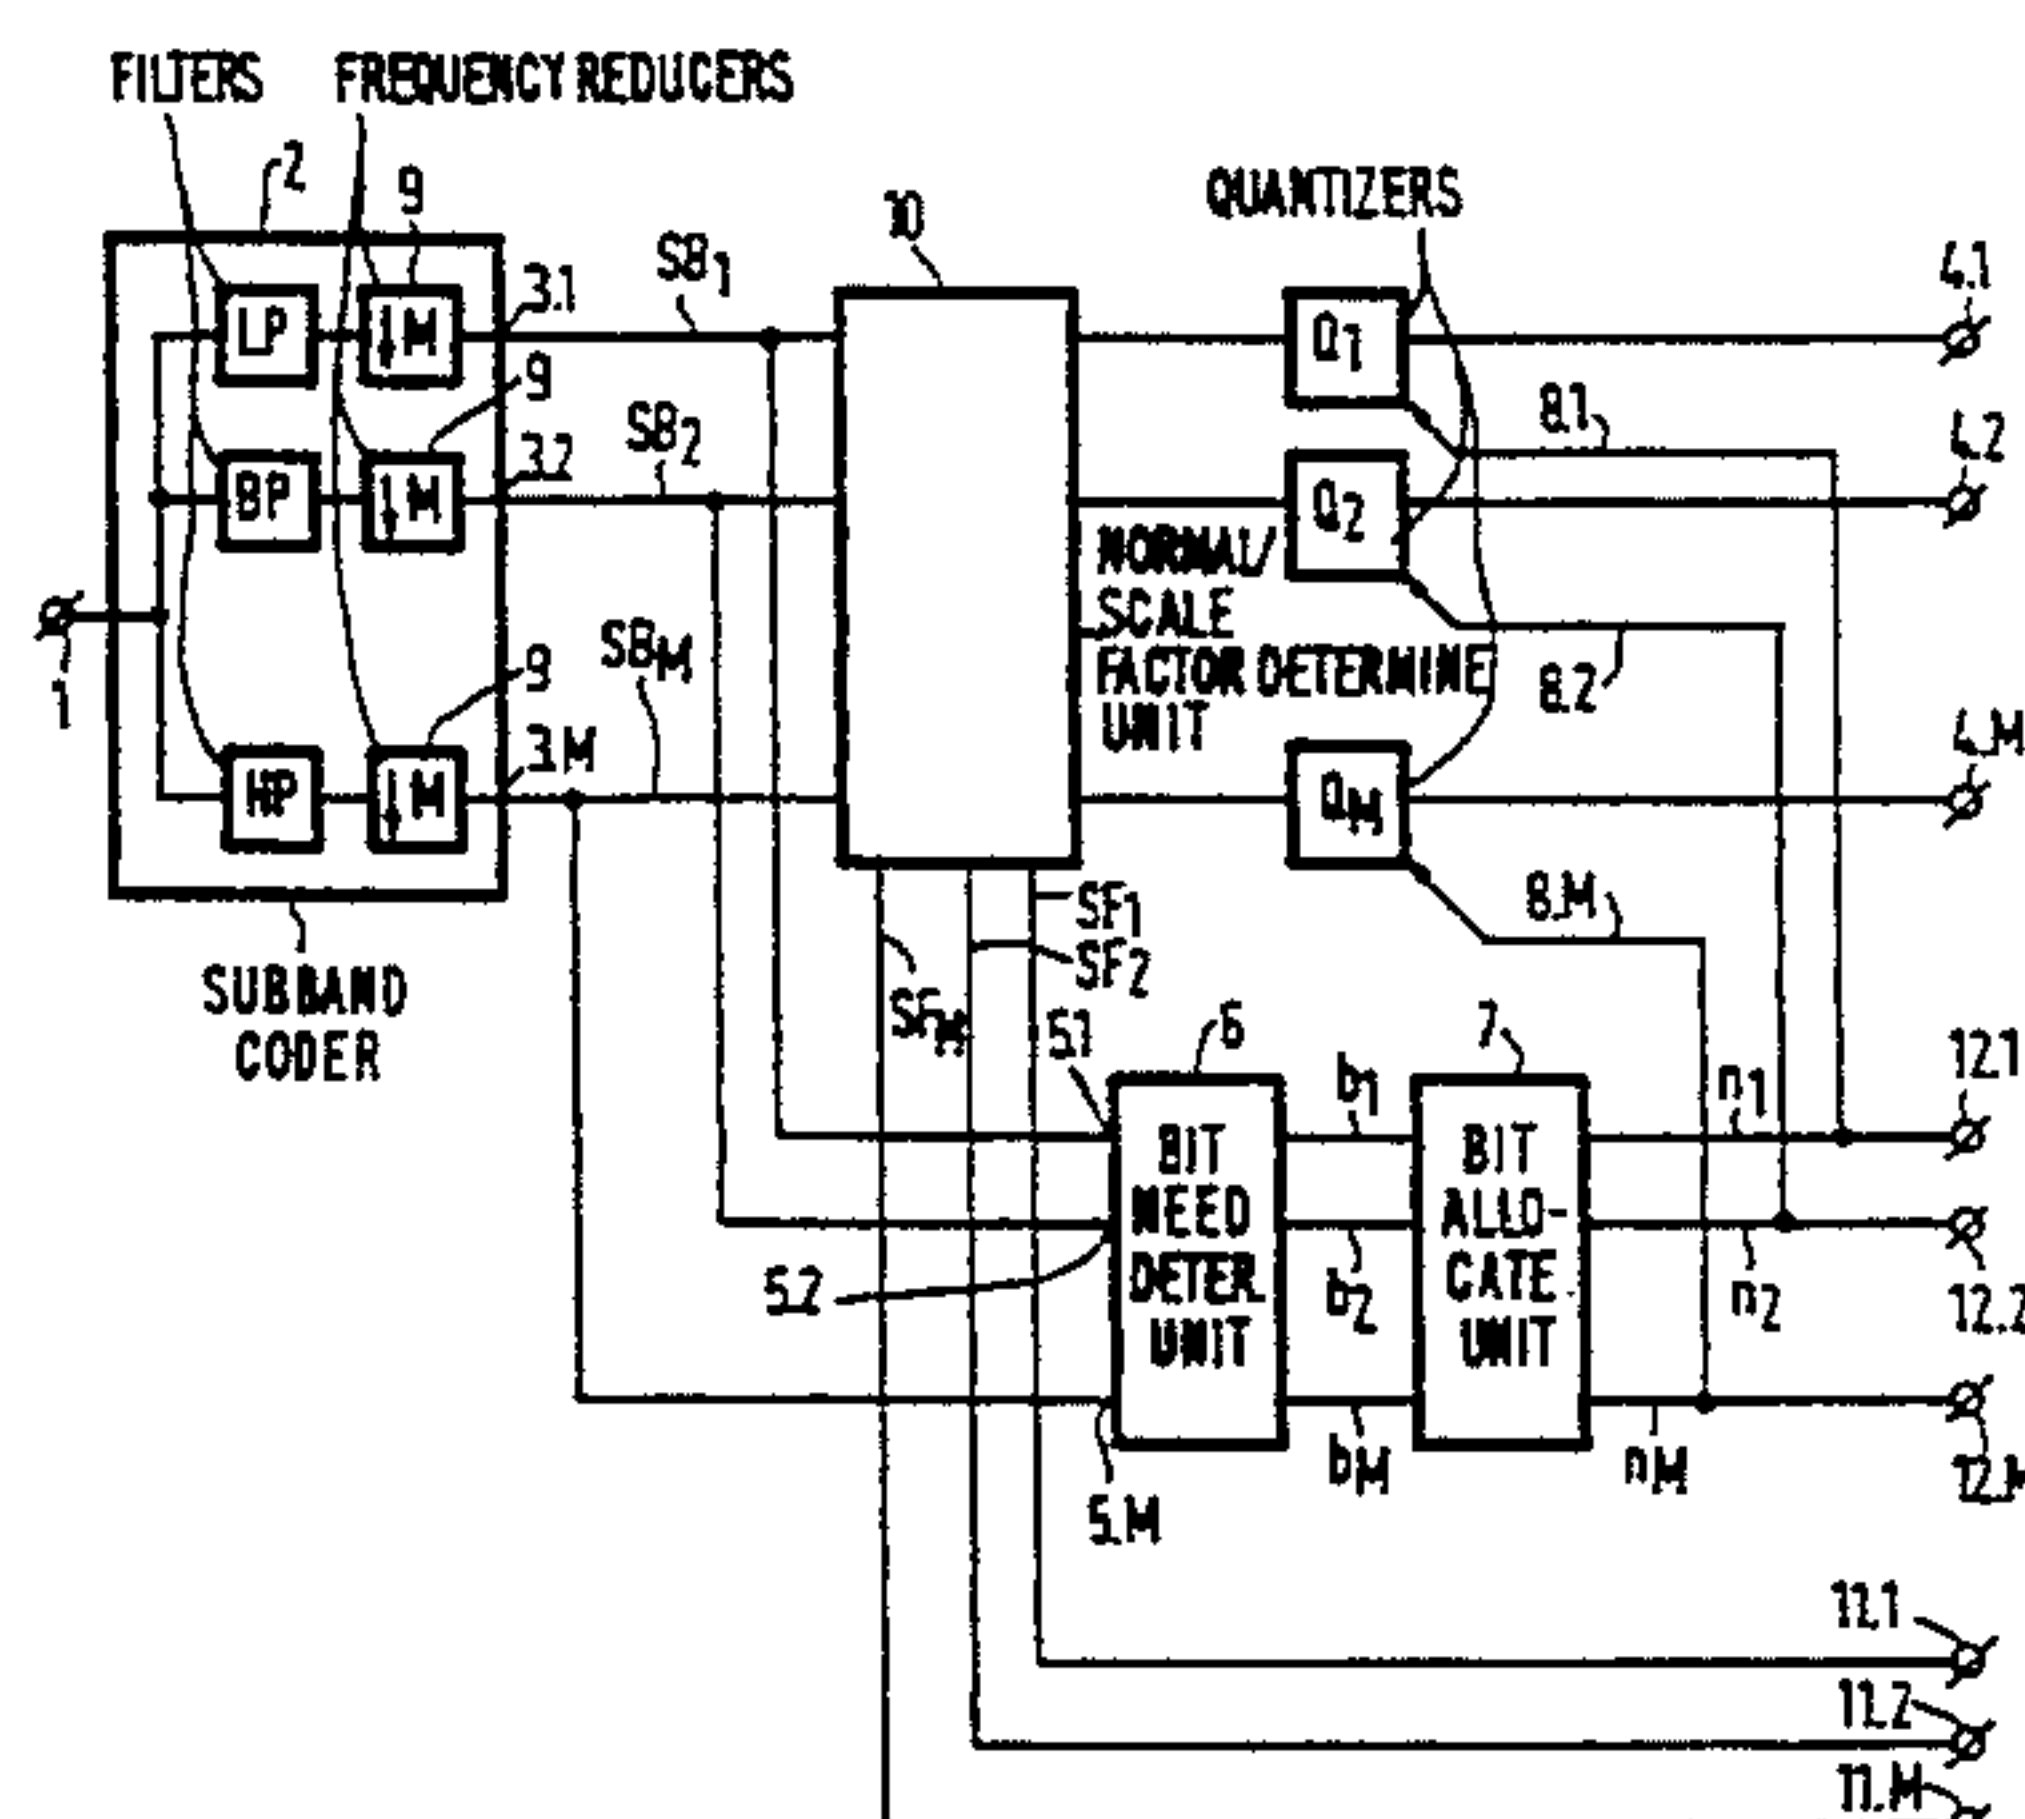 FILTERS
FREQUENCY REDUCERS
2
9
10
QUANTIZERS
SB1
3.1
4.1
LP
↓M
Q1
9
8.1
SB2
3.2
4.2
BP
↓M
Q2
NORMAL/
SCALE
FACTOR DETERMINE
UNIT
1
SBM
9
8.2
3.M
4.M
HP
↓M
QM
SF1
8.M
SF2
SUBBAND
CODER
SFM
5.1
6
7
b1
n1
12.1
BIT
NEED
DETER.
UNIT
BIT
ALLO-
CATE
UNIT
5.2
b2
n2
12.2
bM
nM
12.M
5.M
11.1
11.2
11.M